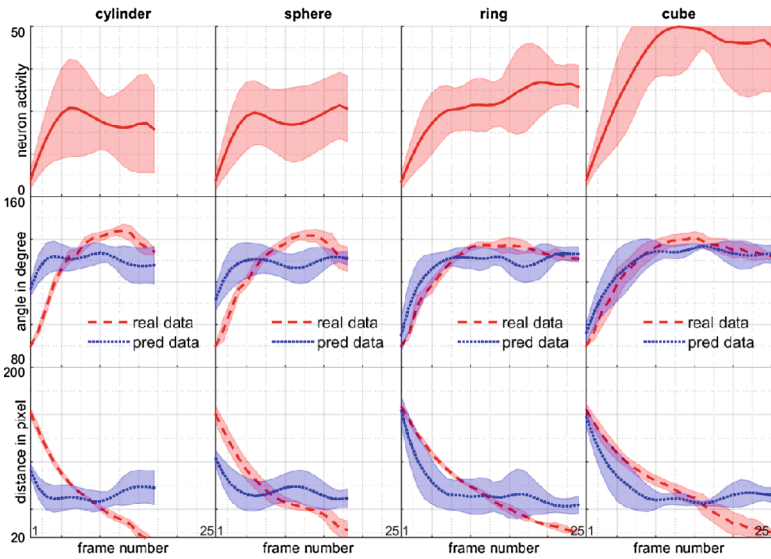 cylinder sphere ring cube
50
neuron activity
0
160
angle in degree
real data real data real data real data
pred data pred data pred data pred data
80
200
distance in pixel
20
1 25 1 25 1 25 1 25
frame number frame number frame number frame number